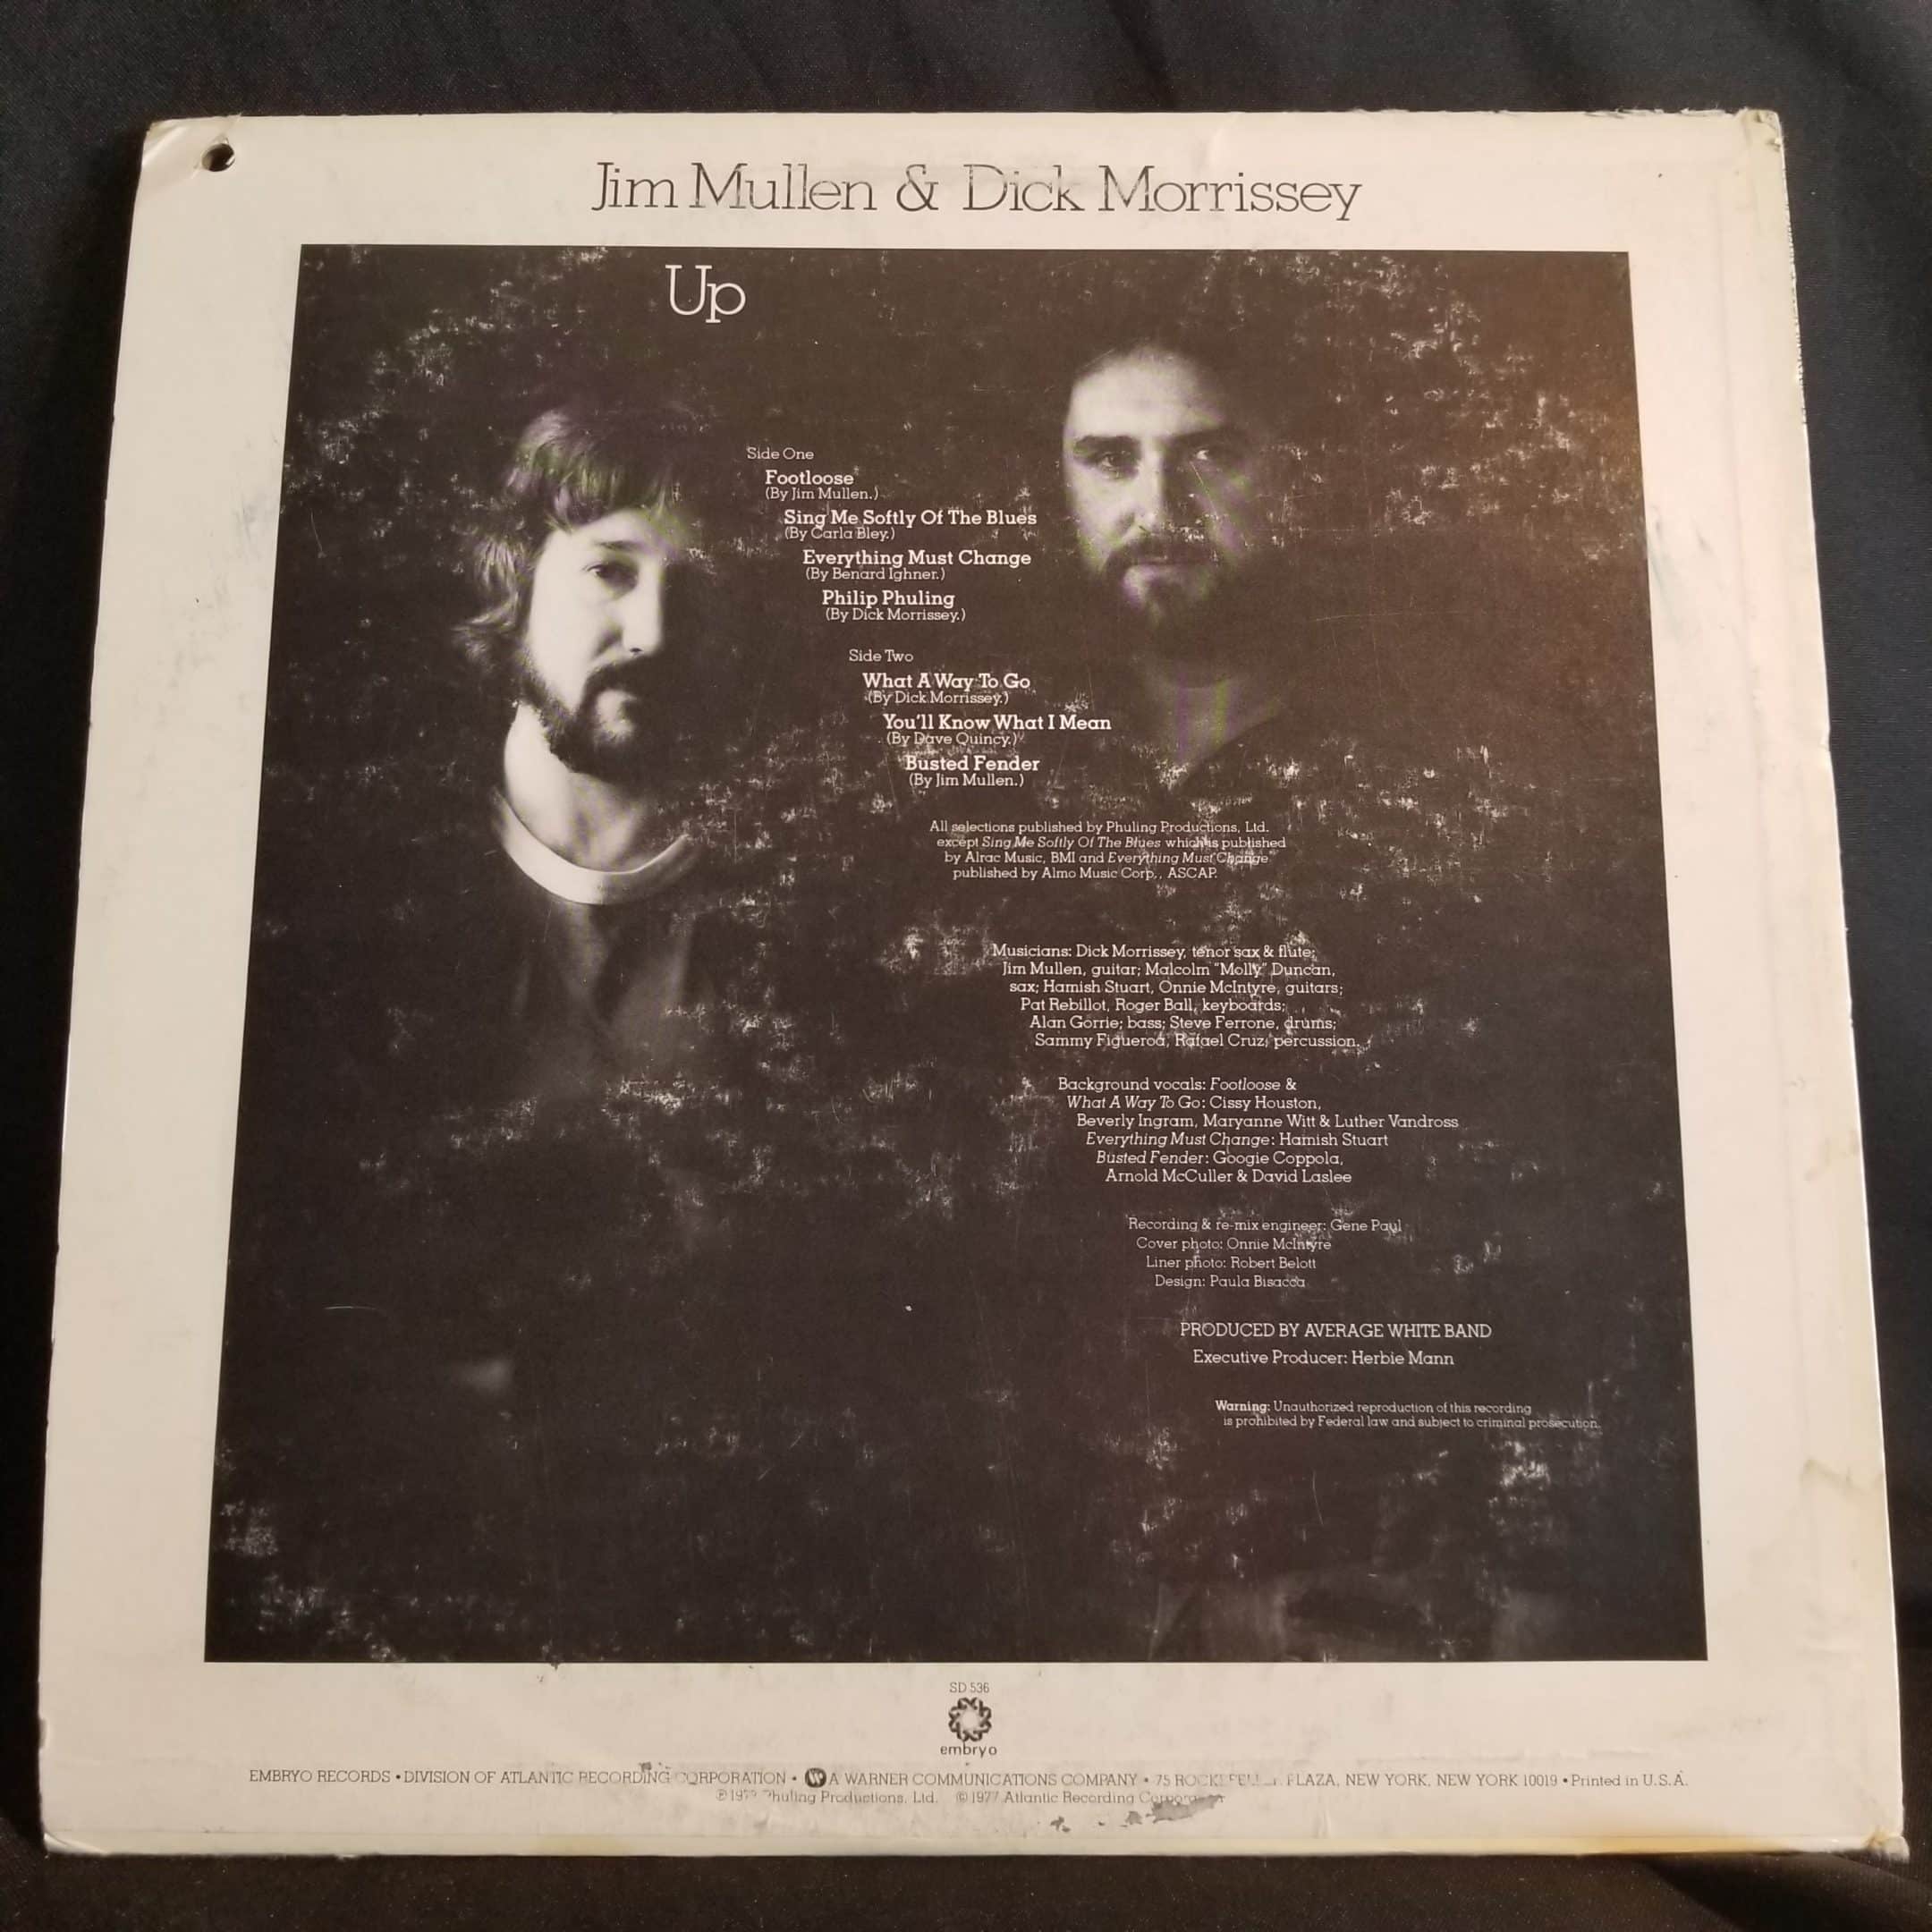 Jim Mullen & Dick Morrissey
Up
Side One
Footloose
(By Jim Mullen.)
Sing Me Softly Of The Blues
(By Carla Bley.)
Everything Must Change
(By Benard Ighner.)
Philip Phuling
(By Dick Morrissey.)
Side Two
What A Way To Go
(By Dick Morrissey.)
You'll Know What I Mean
(By Dave Quincy.)
Busted Fender
(By Jim Mullen.)
All selections published by Phuling Productions, Ltd.
except Sing Me Softly Of The Blues which is published
by Alrac Music, BMI and Everything Must Change
published by Almo Music Corp., ASCAP.
Musicians: Dick Morrissey, tenor sax & flute;
Jim Mullen, guitar; Malcolm "Molly" Duncan,
sax; Hamish Stuart, Onnie McIntyre, guitars;
Pat Rebillot, Roger Ball, keyboards;
Alan Gorrie; bass; Steve Ferrone, drums;
Sammy Figueroa, Rafael Cruz, percussion.
Background vocals: Footloose &
What A Way To Go: Cissy Houston,
Beverly Ingram, Maryanne Witt & Luther Vandross
Everything Must Change: Hamish Stuart
Busted Fender: Googie Coppola,
Arnold McCuller & David Laslee
Recording & re-mix engineer: Gene Paul
Cover photo: Onnie McIntyre
Liner photo: Robert Belott
Design: Paula Bisacca
PRODUCED BY AVERAGE WHITE BAND
Executive Producer: Herbie Mann
Warning: Unauthorized reproduction of this recording
is prohibited by Federal law and subject to criminal prosecution.
SD 536
embryo
EMBRYO RECORDS • DIVISION OF ATLANTIC RECORDING CORPORATION • A WARNER COMMUNICATIONS COMPANY • 75 PLAZA, NEW YORK, NEW YORK 10019 • Printed in U.S.A.
℗ Phuling Productions, Ltd. © 1977 Atlantic Recording